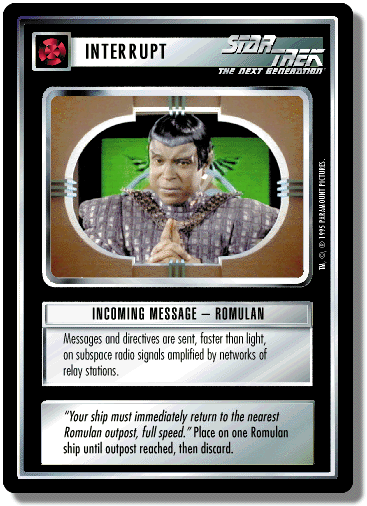 INTERRUPT
STAR TREK
THE NEXT GENERATION
TM, ©, ® 1995 PARAMOUNT PICTURES.
INCOMING MESSAGE – ROMULAN
Messages and directives are sent, faster than light,
on subspace radio signals amplified by networks of
relay stations.
“Your ship must immediately return to the nearest
Romulan outpost, full speed.” Place on one Romulan
ship until outpost reached, then discard.